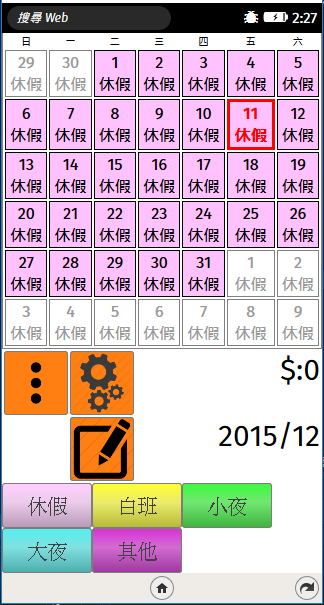 搜尋 Web 2:27
日 一 二 三 四 五 六
29 30 1 2 3 4 5
休假 休假 休假 休假 休假 休假 休假
6 7 8 9 10 11 12
休假 休假 休假 休假 休假 休假 休假
13 14 15 16 17 18 19
休假 休假 休假 休假 休假 休假 休假
20 21 22 23 24 25 26
休假 休假 休假 休假 休假 休假 休假
27 28 29 30 31 1 2
休假 休假 休假 休假 休假 休假 休假
3 4 5 6 7 8 9
休假 休假 休假 休假 休假 休假 休假
$:0
2015/12
休假 白班 小夜
大夜 其他